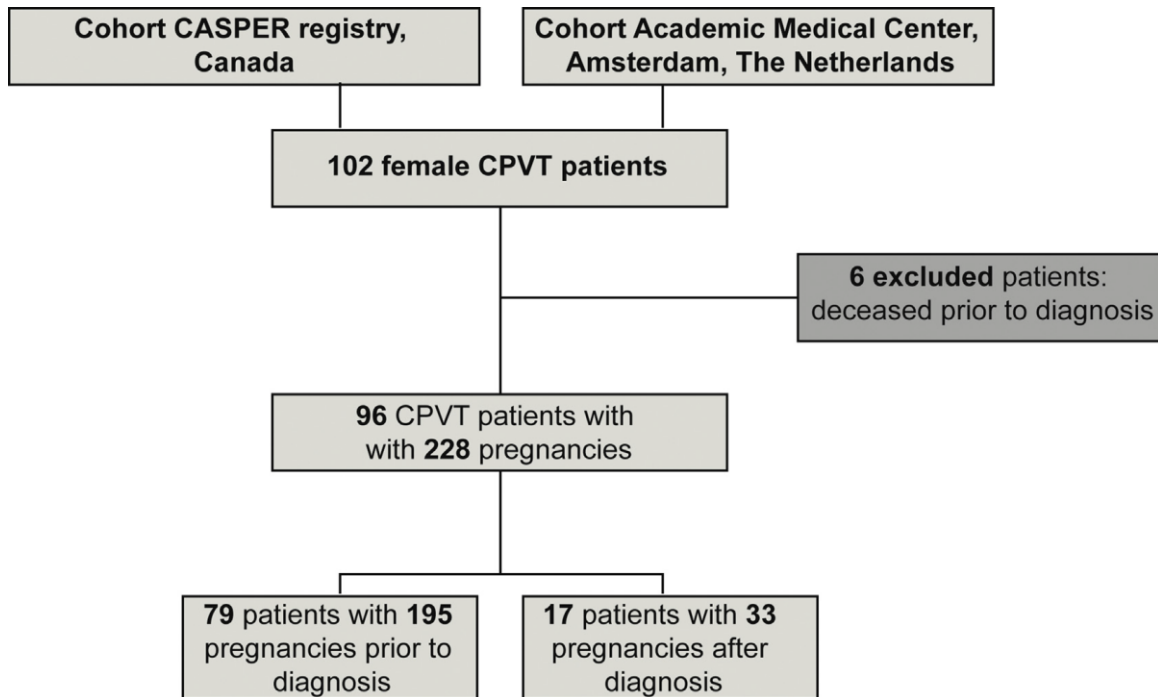 Cohort CASPER registry,
Canada
Cohort Academic Medical Center,
Amsterdam, The Netherlands
102 female CPVT patients
6 excluded patients:
deceased prior to diagnosis
96 CPVT patients with
with 228 pregnancies
79 patients with 195
pregnancies prior to
diagnosis
17 patients with 33
pregnancies after
diagnosis